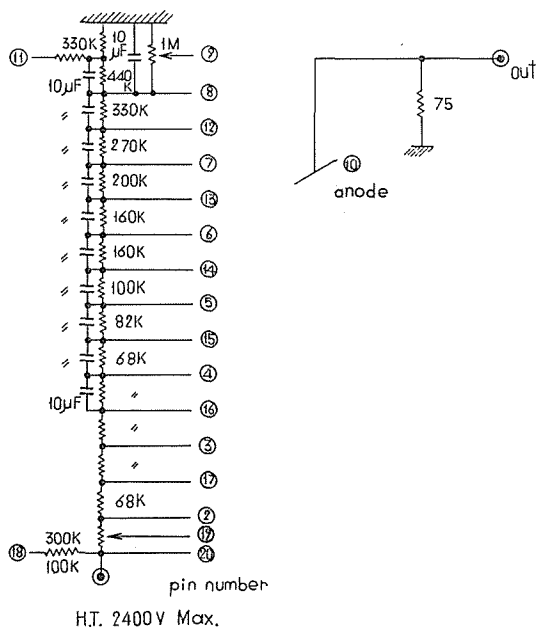 10 μF
330K
1M
⑪
⑨
440 K
10μF
⑧
330K
〃
⑫
270K
〃
⑦
200K
〃
⑬
160K
〃
⑥
160K
〃
⑭
100K
〃
⑤
82K
〃
⑮
68K
〃
④
10μF
〃
⑯
〃
③
〃
⑰
68K
②
⑲
300K
⑱
⑳
100K
pin number
H.T. 2400V Max.
out
75
⑩
anode